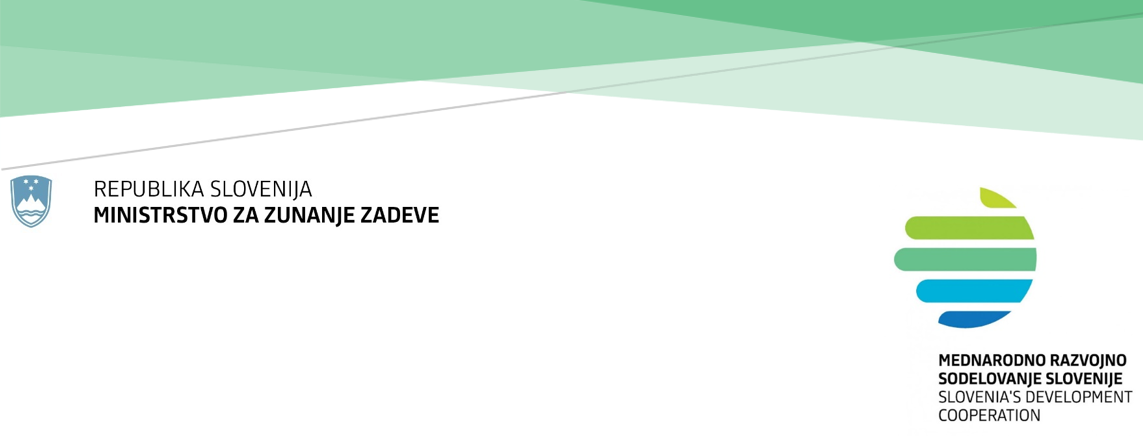 REPUBLIKA SLOVENIJA
MINISTRSTVO ZA ZUNANJE ZADEVE
MEDNARODNO RAZVOJNO
SODELOVANJE SLOVENIJE
SLOVENIA'S DEVELOPMENT
COOPERATION